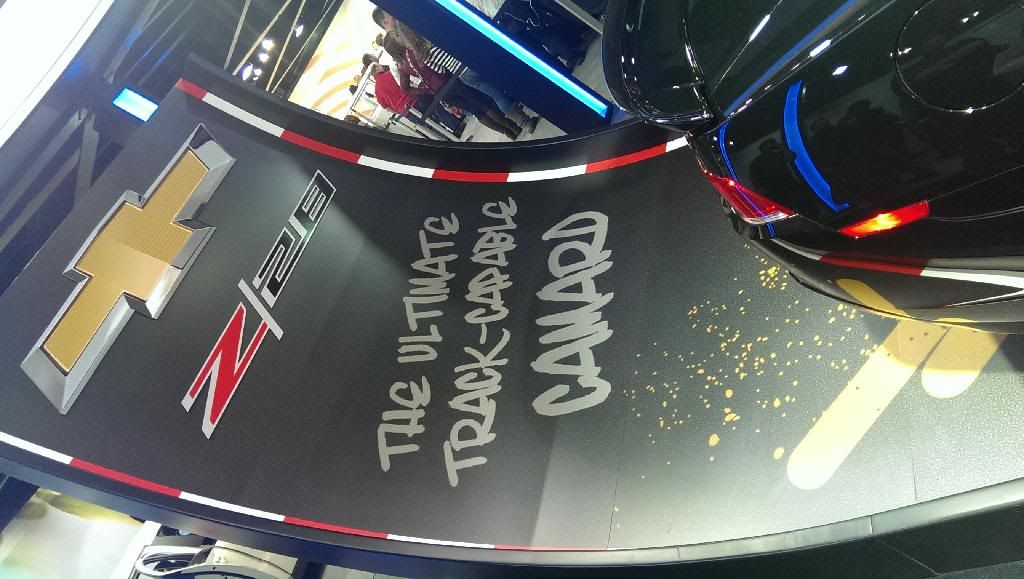 Z/28
THE ULTIMATE
TRACK-CAPABLE
CAMARO